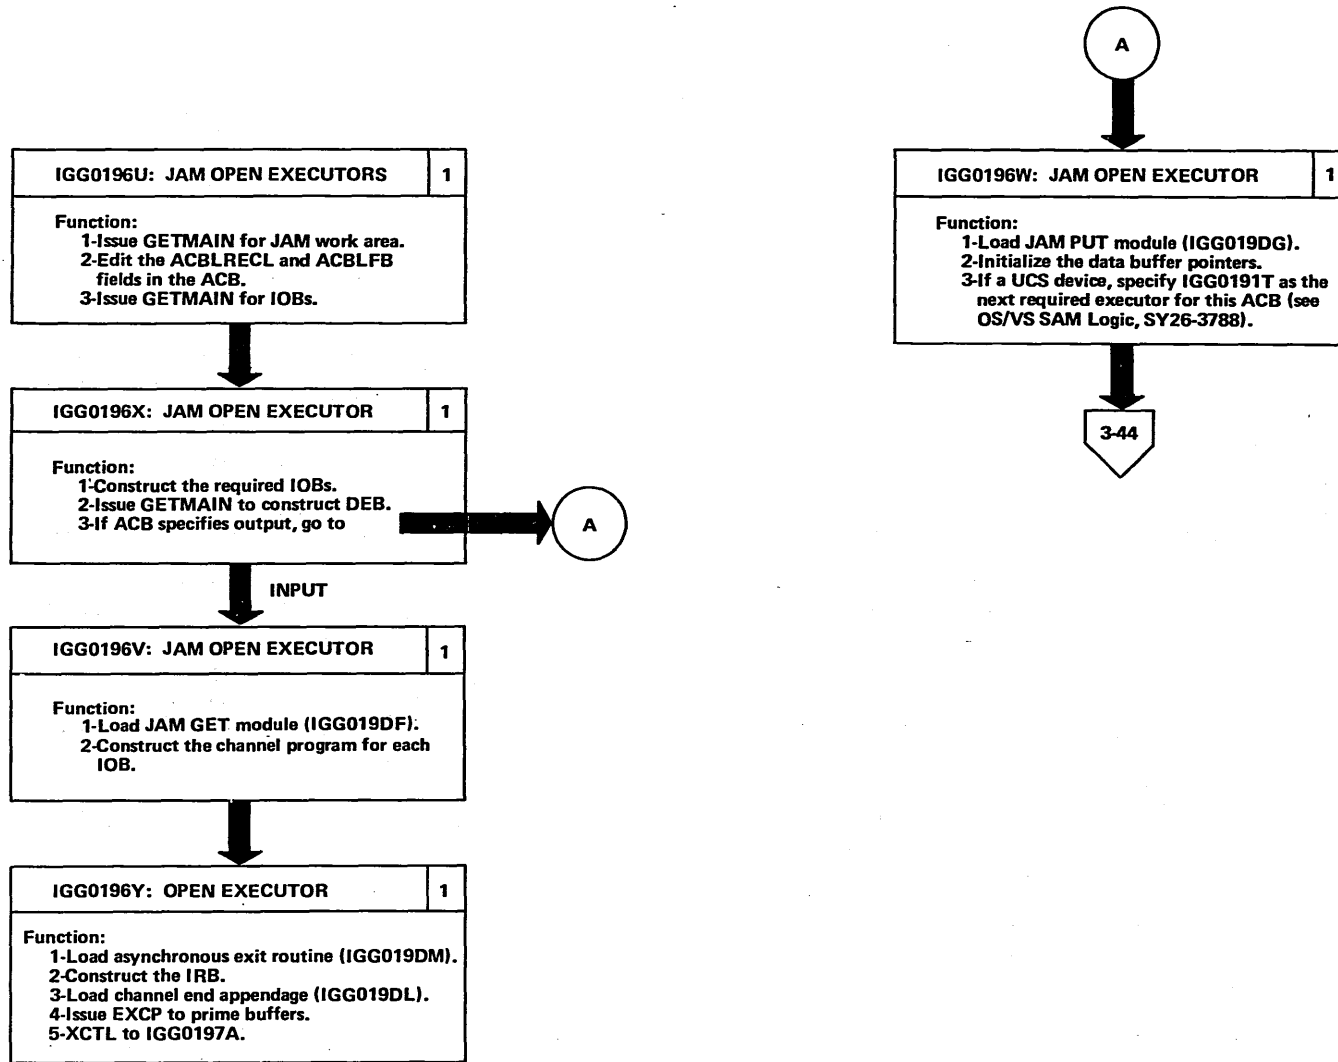 IGG0196U: JAM OPEN EXECUTORS 1
Function:
1-Issue GETMAIN for JAM work area.
2-Edit the ACBLRECL and ACBLFB
fields in the ACB.
3-Issue GETMAIN for IOBs.
IGG0196X: JAM OPEN EXECUTOR 1
Function:
1-Construct the required IOBs.
2-Issue GETMAIN to construct DEB.
3-If ACB specifies output, go to
A
INPUT
IGG0196V: JAM OPEN EXECUTOR 1
Function:
1-Load JAM GET module (IGG019DF).
2-Construct the channel program for each
IOB.
IGG0196Y: OPEN EXECUTOR 1
Function:
1-Load asynchronous exit routine (IGG019DM).
2-Construct the IRB.
3-Load channel end appendage (IGG019DL).
4-Issue EXCP to prime buffers.
5-XCTL to IGG0197A.
A
IGG0196W: JAM OPEN EXECUTOR 1
Function:
1-Load JAM PUT module (IGG019DG).
2-Initialize the data buffer pointers.
3-If a UCS device, specify IGG0191T as the
next required executor for this ACB (see
OS/VS SAM Logic, SY26-3788).
3-44